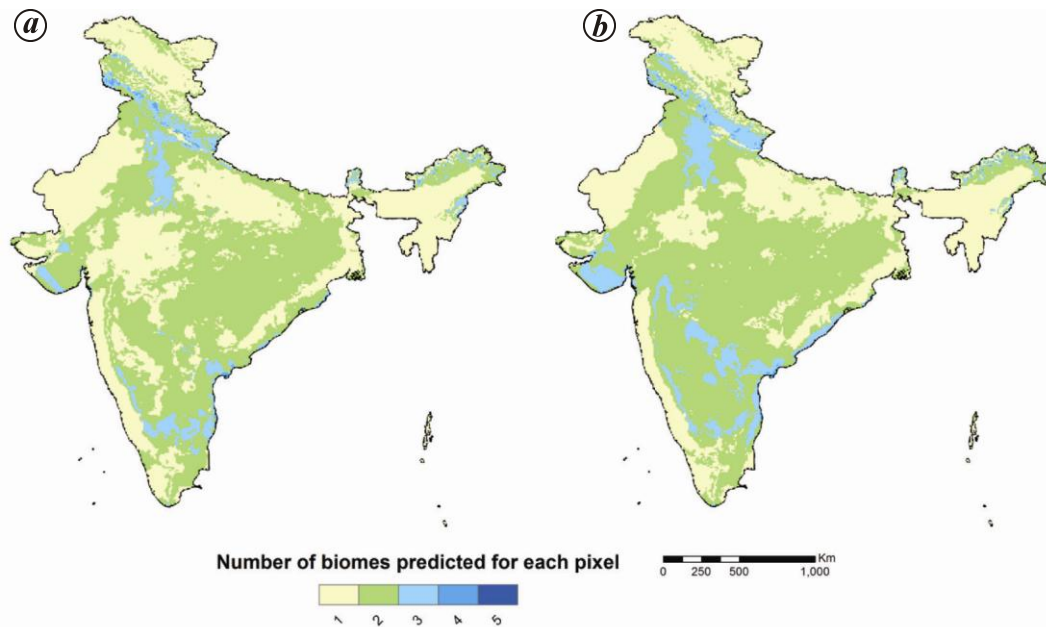 a
b
Number of biomes predicted for each pixel
Km
0 250 500 1,000
1 2 3 4 5